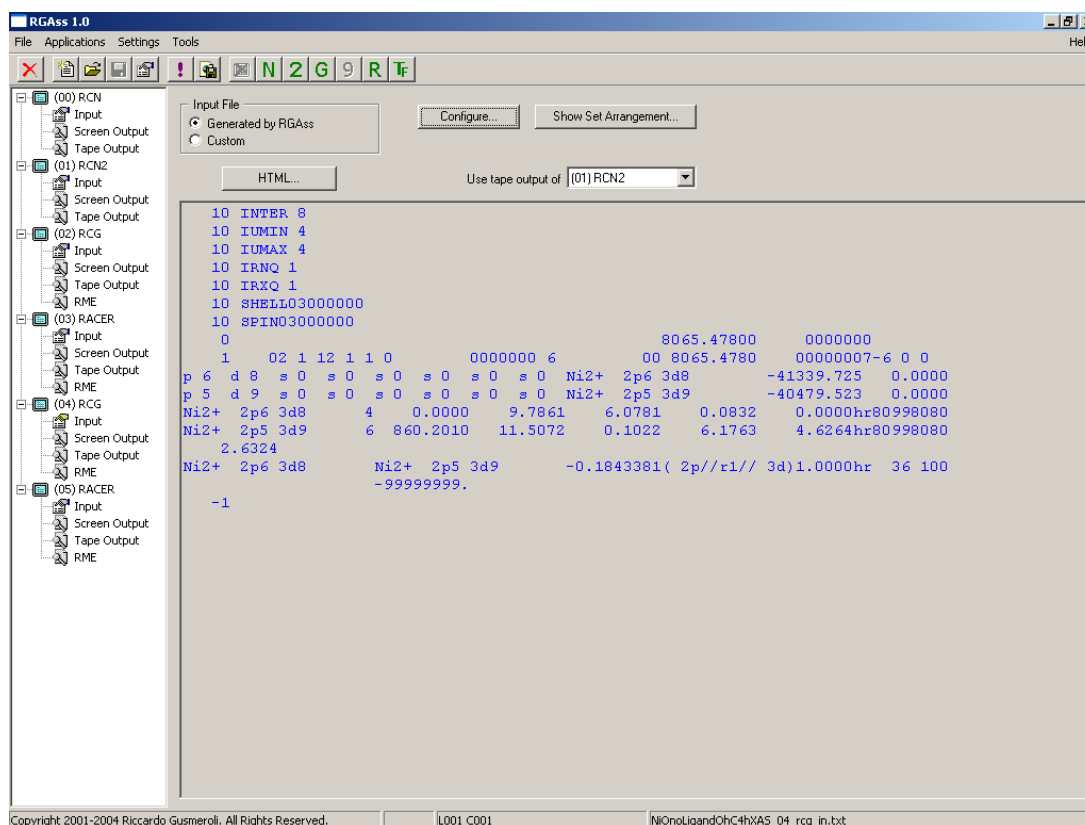 RGAss 1.0
File Applications Settings Tools Hel
N 2 G 9 R TF
(00) RCN
Input
Screen Output
Tape Output
(01) RCN2
Input
Screen Output
Tape Output
(02) RCG
Input
Screen Output
Tape Output
RME
(03) RACER
Input
Screen Output
Tape Output
RME
(04) RCG
Input
Screen Output
Tape Output
RME
(05) RACER
Input
Screen Output
Tape Output
RME
Input File
Generated by RGAss
Custom
Configure...
Show Set Arrangement...
HTML...
Use tape output of (01) RCN2
10 INTER 8
10 IUMIN 4
10 IUMAX 4
10 IRNQ 1
10 IRXQ 1
10 SHELL03000000
10 SPIN03000000
0 8065.47800 0000000
1 02 1 12 1 1 0 0000000 6 00 8065.4780 00000007-6 0 0
p 6 d 8 s 0 s 0 s 0 s 0 s 0 s 0 Ni2+ 2p6 3d8 -41339.725 0.0000
p 5 d 9 s 0 s 0 s 0 s 0 s 0 s 0 Ni2+ 2p5 3d9 -40479.523 0.0000
Ni2+ 2p6 3d8 4 0.0000 9.7861 6.0781 0.0832 0.0000hr80998080
Ni2+ 2p5 3d9 6 860.2010 11.5072 0.1022 6.1763 4.6264hr80998080
2.6324
Ni2+ 2p6 3d8 Ni2+ 2p5 3d9 -0.1843381( 2p//r1// 3d)1.0000hr 36 100
-99999999.
-1
Copyright 2001-2004 Riccardo Gusmeroli. All Rights Reserved. L001 C001 NiOnoLigandOhC4hXAS_04_rcg_in.txt